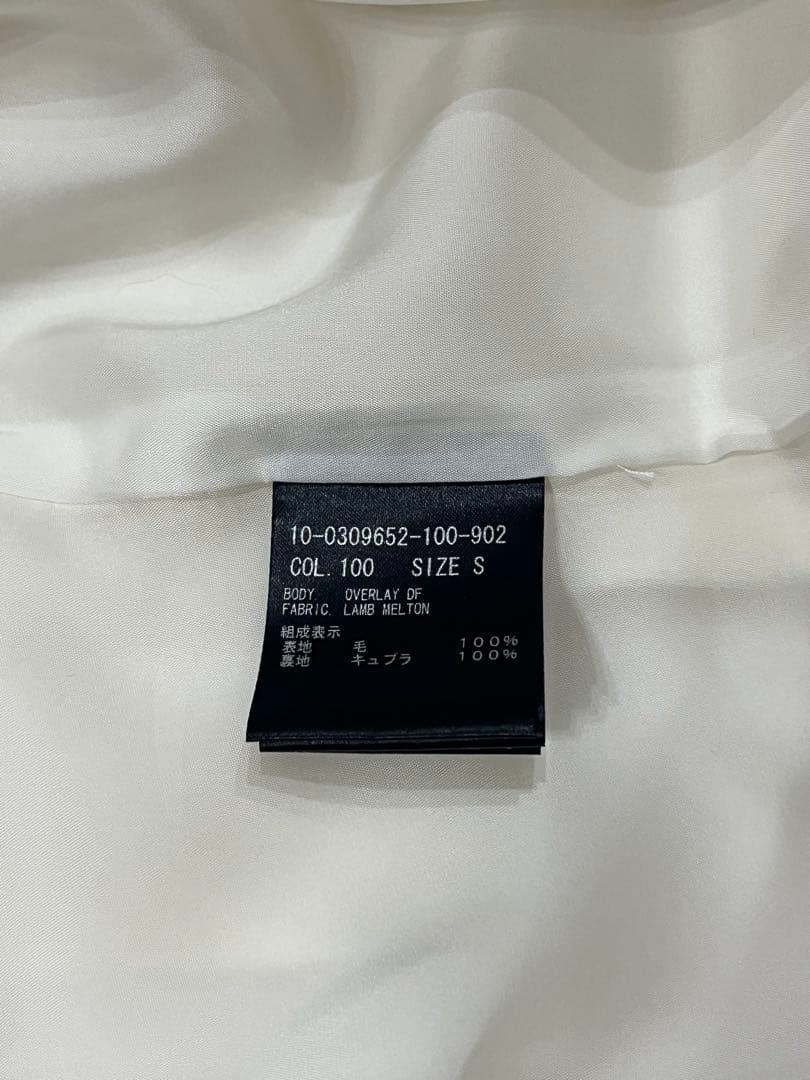 10-0309652-100-902
COL. 100 SIZE S
BODY. OVERLAY DF.
FABRIC. LAMB MELTON
組成表示
表地 毛 100%
裏地 キュプラ 100%